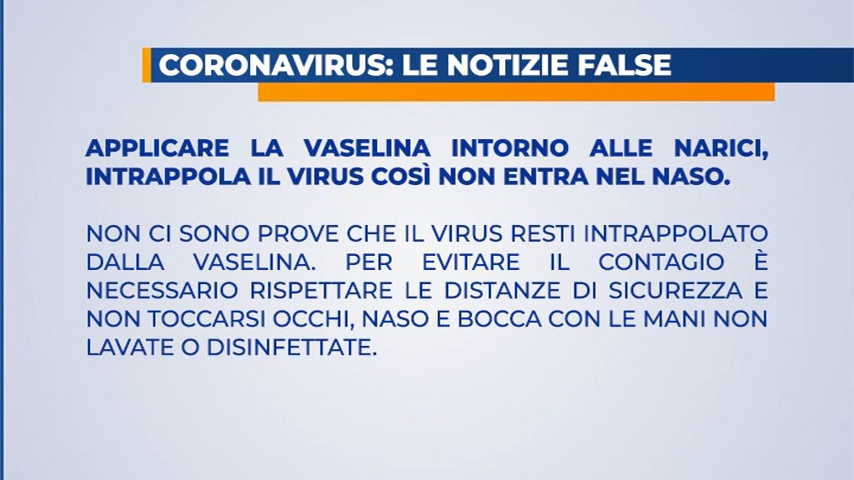 CORONAVIRUS: LE NOTIZIE FALSE
APPLICARE LA VASELINA INTORNO ALLE NARICI,
INTRAPPOLA IL VIRUS COSÌ NON ENTRA NEL NASO.
NON CI SONO PROVE CHE IL VIRUS RESTI INTRAPPOLATO
DALLA VASELINA. PER EVITARE IL CONTAGIO È
NECESSARIO RISPETTARE LE DISTANZE DI SICUREZZA E
NON TOCCARSI OCCHI, NASO E BOCCA CON LE MANI NON
LAVATE O DISINFETTATE.